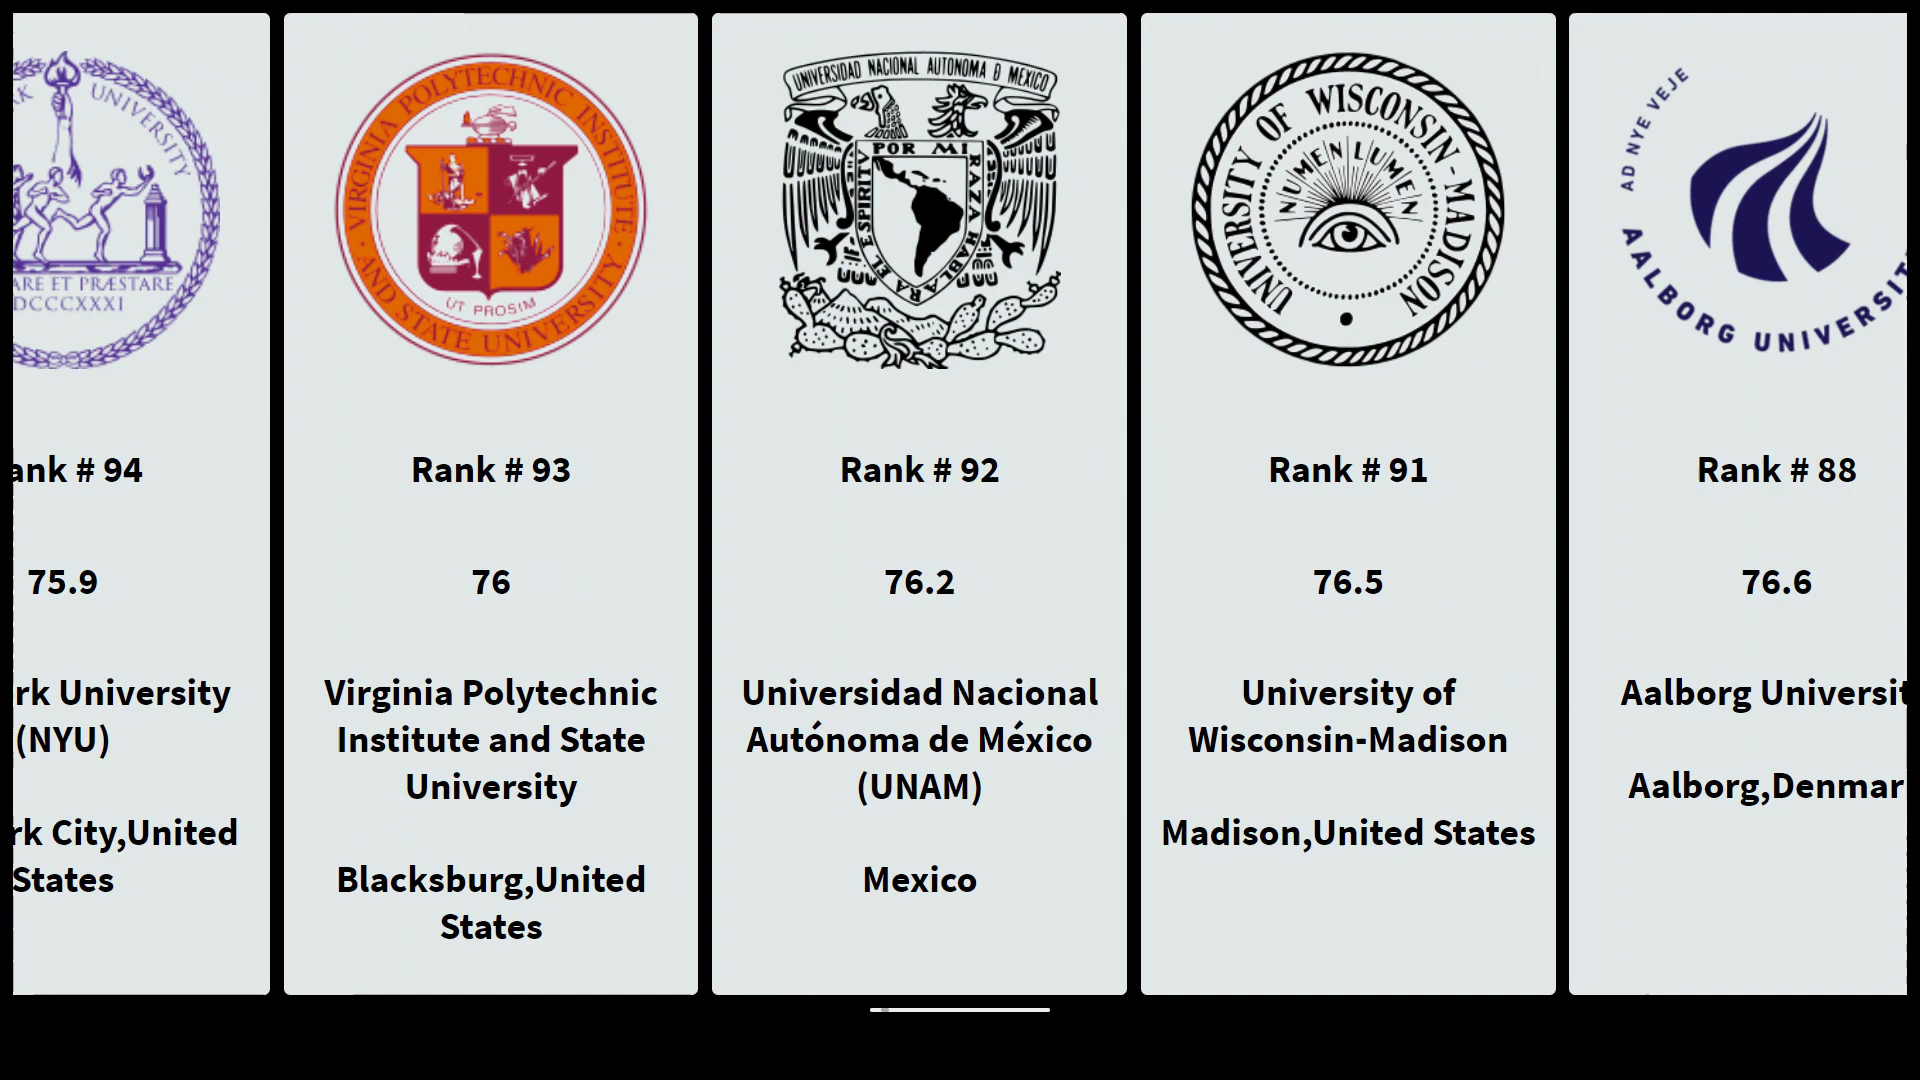 RK UNIVERSITY
ARE ET PRÆSTARE
DCCCXXXI
ank # 94
75.9
rk University
(NYU)
rk City,United
States
VIRGINIA POLYTECHNIC INSTITUTE
· AND STATE UNIVERSITY ·
UT PROSIM
Rank # 93
76
Virginia Polytechnic
Institute and State
University
Blacksburg,United
States
UNIVERSIDAD NACIONAL AUTONOMA D MEXICO
POR MI RAZA HABLARA EL ESPIRITV
Rank # 92
76.2
Universidad Nacional
Autónoma de México
(UNAM)
Mexico
UNIVERSITY OF WISCONSIN-MADISON
NUMEN LUMEN
Rank # 91
76.5
University of
Wisconsin-Madison
Madison,United States
AD NYE VEJE
AALBORG UNIVERSIT
Rank # 88
76.6
Aalborg Universit
Aalborg,Denmar